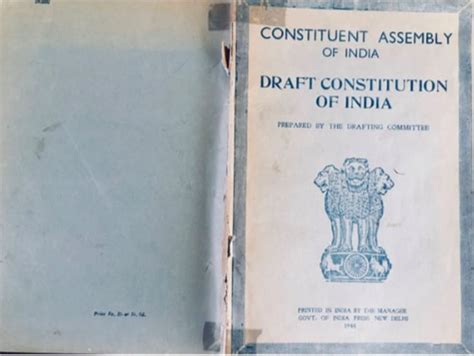 CONSTITUENT ASSEMBLY
OF INDIA
DRAFT CONSTITUTION
OF INDIA
PREPARED BY THE DRAFTING COMMITTEE
PRINTED IN INDIA BY THE MANAGER
GOVT. OF INDIA PRESS NEW DELHI
1948
Price